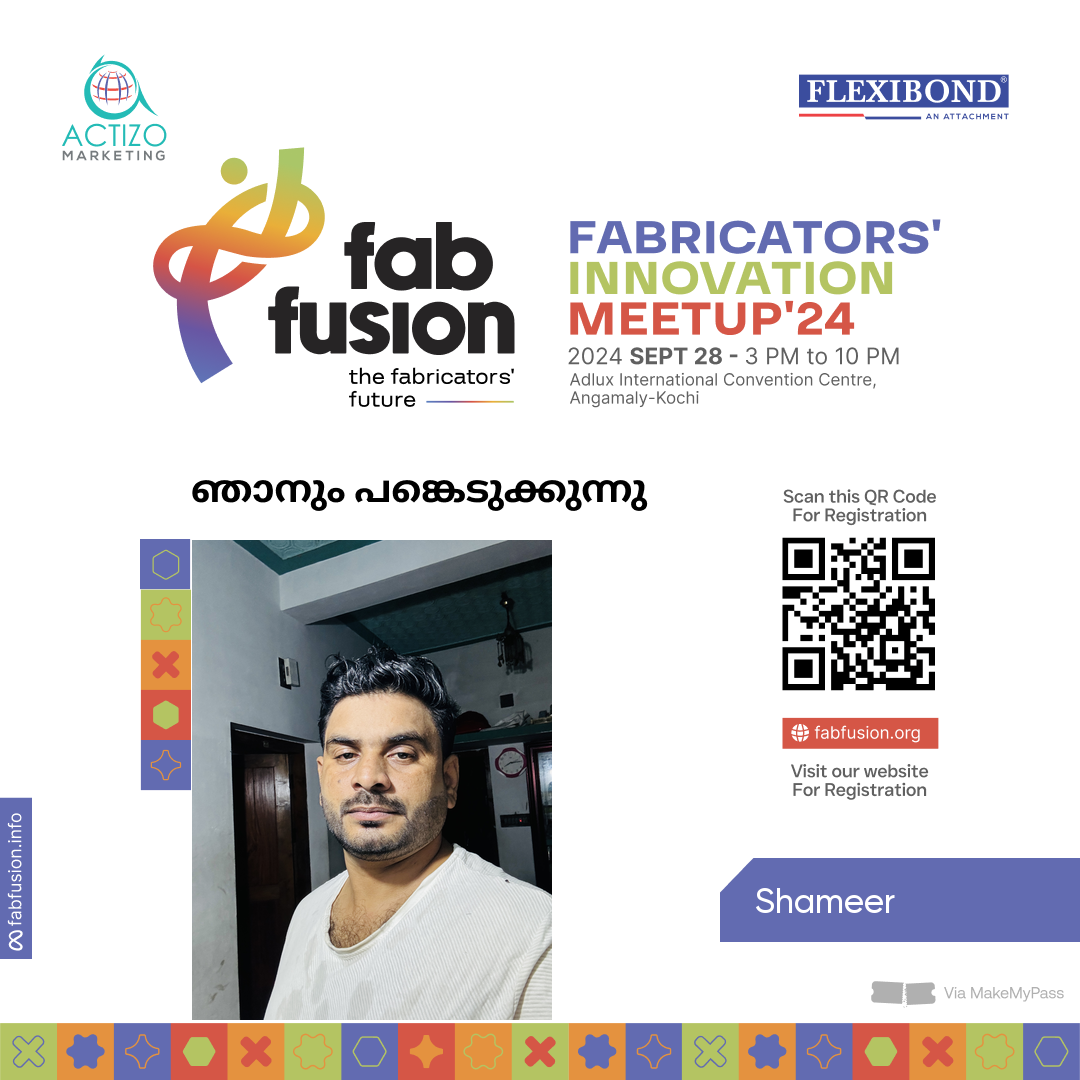 ACTIZO
MARKETING
FLEXIBOND®
AN ATTACHMENT
fab
fusion
the fabricators'
future
FABRICATORS'
INNOVATION
MEETUP'24
2024 SEPT 28 - 3 PM to 10 PM
Adlux International Convention Centre,
Angamaly-Kochi
ഞാനും പങ്കെടുക്കുന്നു
Scan this QR Code
For Registration
fabfusion.org
Visit our website
For Registration
fabfusion.info
Shameer
Via MakeMyPass